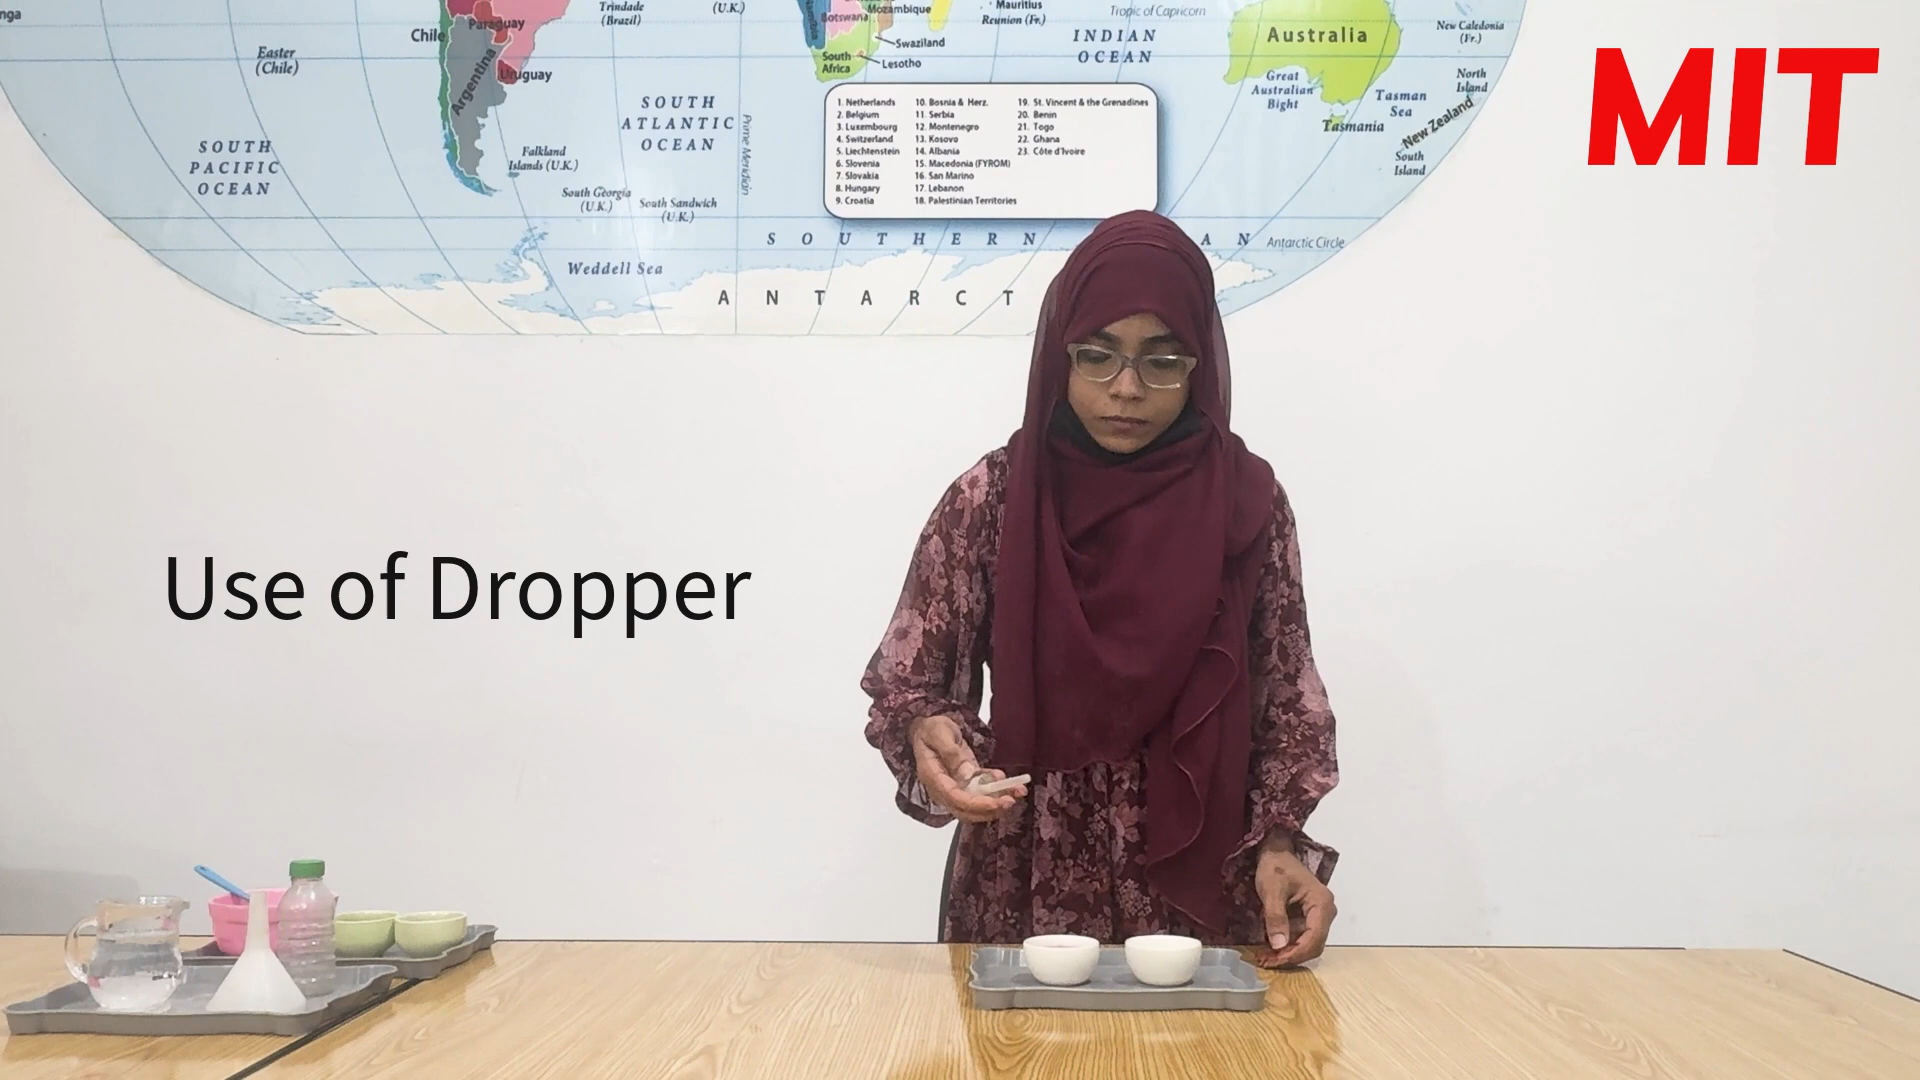 nga
Easter
(Chile)
Chile
Paraguay
Argentina
Uruguay
Trindade
(Brazil)
(U.K.)
SOUTH
PACIFIC
OCEAN
SOUTH
ATLANTIC
OCEAN
Prime Meridian
Falkland
Islands (U.K.)
South Georgia
(U.K.)
South Sandwich
(U.K.)
Botswana
Mozambique
South
Africa
Swaziland
Lesotho
Mauritius
Reunion (Fr.)
Tropic of Capricorn
INDIAN
OCEAN
Australia
Great
Australian
Bight
New Caledonia
(Fr.)
North
Island
Tasman
Sea
Tasmania
New Zealand
South
Island
1. Netherlands
2. Belgium
3. Luxembourg
4. Switzerland
5. Liechtenstein
6. Slovenia
7. Slovakia
8. Hungary
9. Croatia
10. Bosnia & Herz.
11. Serbia
12. Montenegro
13. Kosovo
14. Albania
15. Macedonia (FYROM)
16. San Marino
17. Lebanon
18. Palestinian Territories
19. St. Vincent & the Grenadines
20. Benin
21. Togo
22. Ghana
23. Côte d'Ivoire
SOUTHERN AN
Antarctic Circle
Weddell Sea
ANTARCT
MIT
Use of Dropper